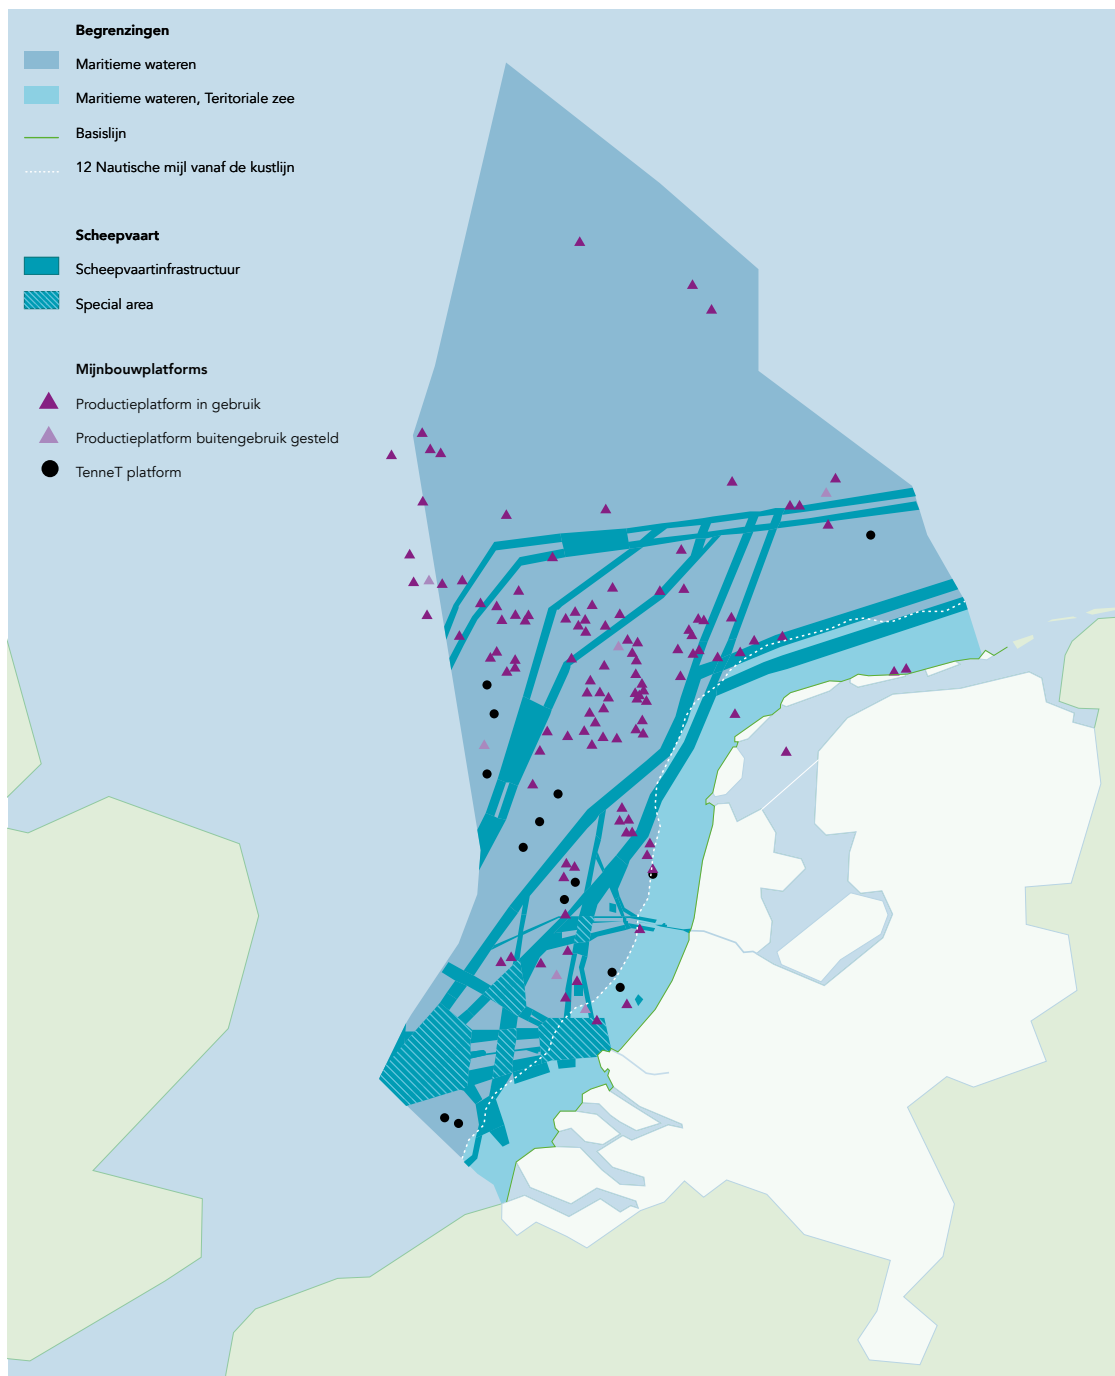 Begrenzingen
Maritieme wateren
Maritieme wateren, Teritoriale zee
Basislijn
12 Nautische mijl vanaf de kustlijn
Scheepvaart
Scheepvaartinfrastructuur
Special area
Mijnbouwplatforms
Productieplatform in gebruik
Productieplatform buitengebruik gesteld
TenneT platform